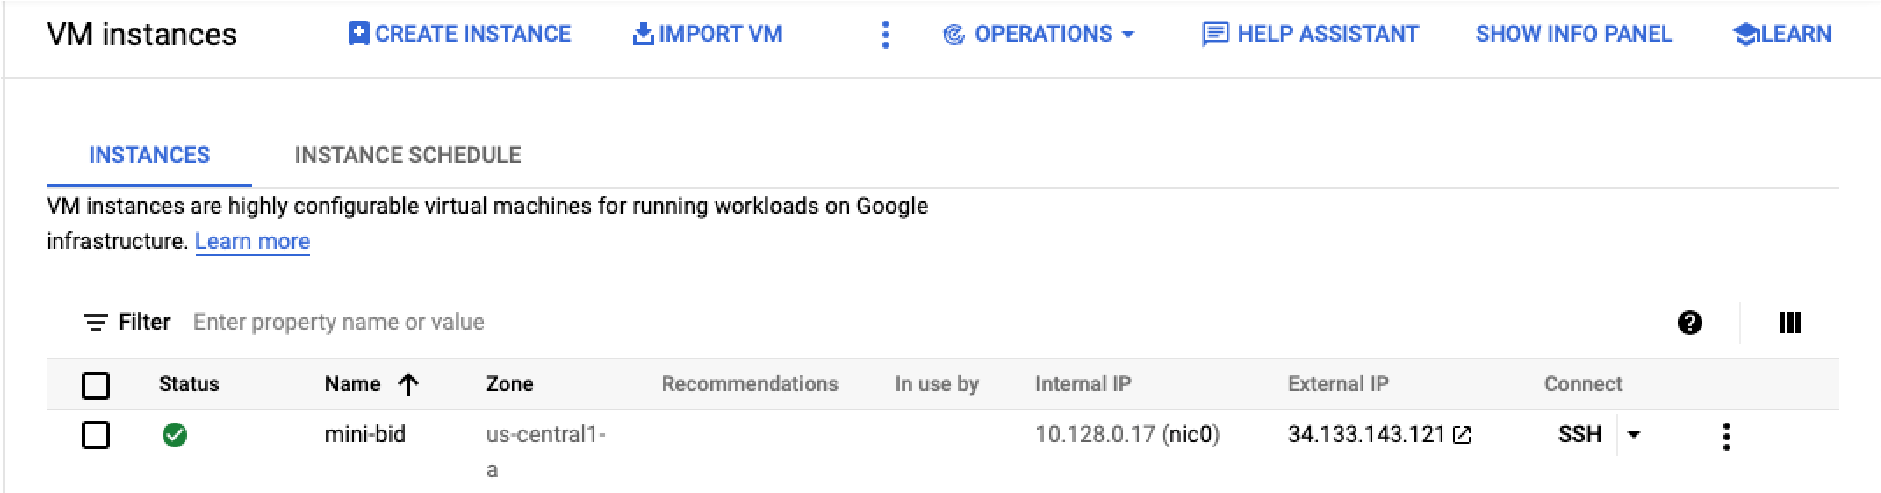 VM instances CREATE INSTANCE IMPORT VM OPERATIONS HELP ASSISTANT SHOW INFO PANEL LEARN
INSTANCES INSTANCE SCHEDULE
VM instances are highly configurable virtual machines for running workloads on Google
infrastructure. Learn more
Filter Enter property name or value
Status Name Zone Recommendations In use by Internal IP External IP Connect
mini-bid us-central1- 10.128.0.17 (nic0) 34.133.143.121 SSH
a